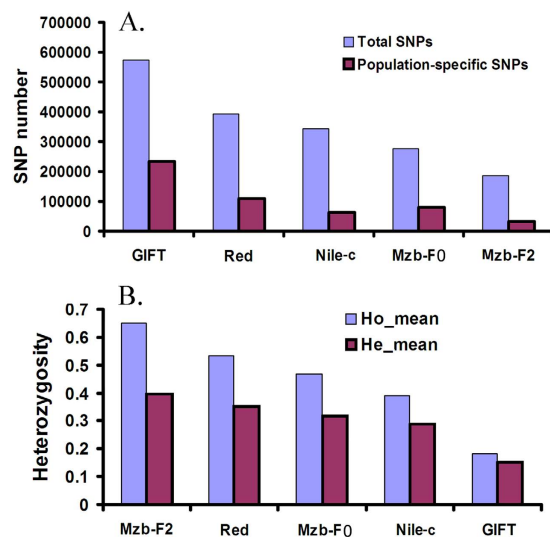 A.
700000
600000
500000
400000
300000
200000
100000
0
SNP number
Total SNPs
Population-specific SNPs
GIFT Red Nile-c Mzb-F0 Mzb-F2
B.
0.7
0.6
0.5
0.4
0.3
0.2
0.1
0
Heterozygosity
Ho_mean
He_mean
Mzb-F2 Red Mzb-F0 Nile-c GIFT